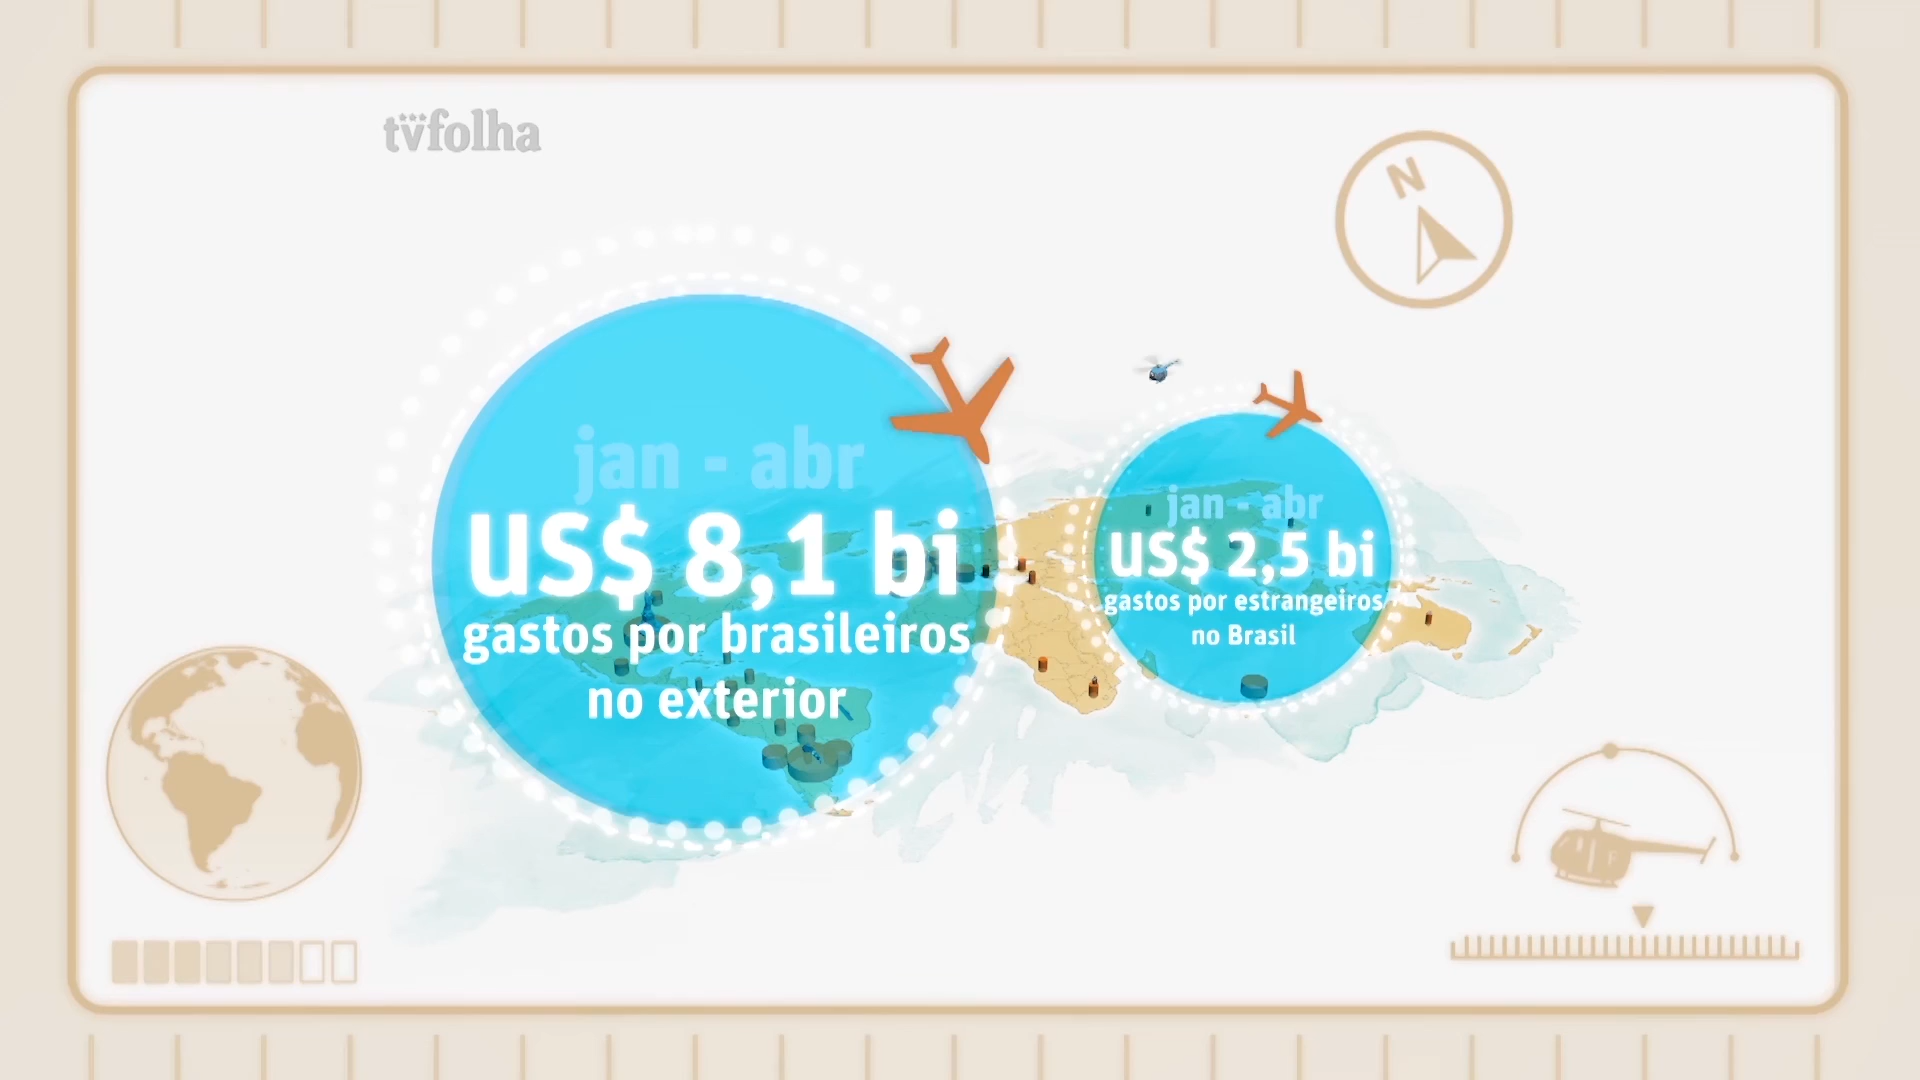 tvfolha
N
jan - abr
US$ 8,1 bi
gastos por brasileiros
no exterior
jan - abr
US$ 2,5 bi
gastos por estrangeiros
no Brasil